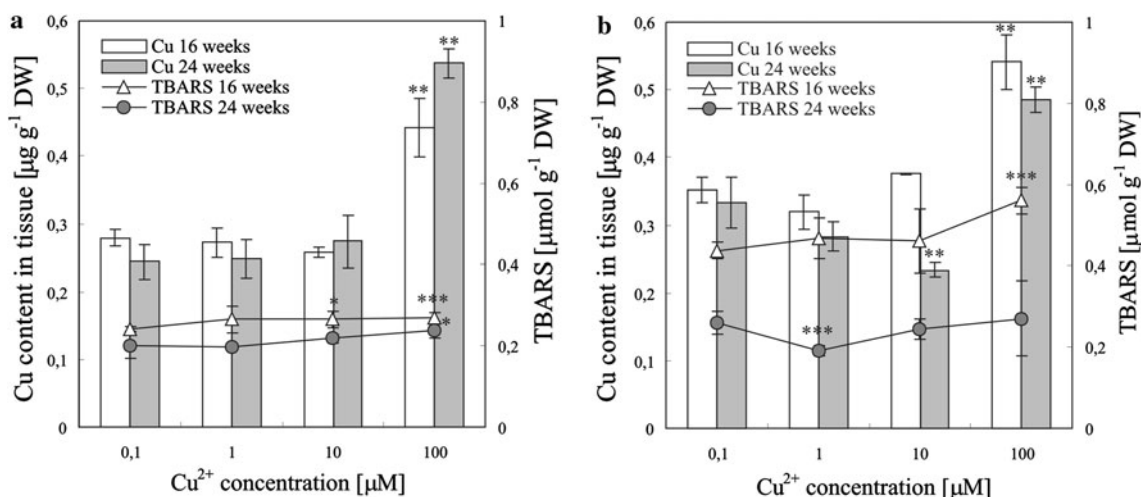 a
0,6
0,5
0,4
0,3
0,2
0,1
0
Cu content in tissue [µg g⁻¹ DW]
Cu 16 weeks
Cu 24 weeks
TBARS 16 weeks
TBARS 24 weeks
**
**
*
***
*
1
0,8
0,6
0,4
0,2
0
TBARS [µmol g⁻¹ DW]
0,1 1 10 100
Cu²⁺ concentration [µM]
b
0,6
0,5
0,4
0,3
0,2
0,1
0
Cu content in tissue [µg g⁻¹ DW]
Cu 16 weeks
Cu 24 weeks
TBARS 16 weeks
TBARS 24 weeks
**
**
***
**
***
1
0,8
0,6
0,4
0,2
0
TBARS [µmol g⁻¹ DW]
0,1 1 10 100
Cu²⁺ concentration [µM]